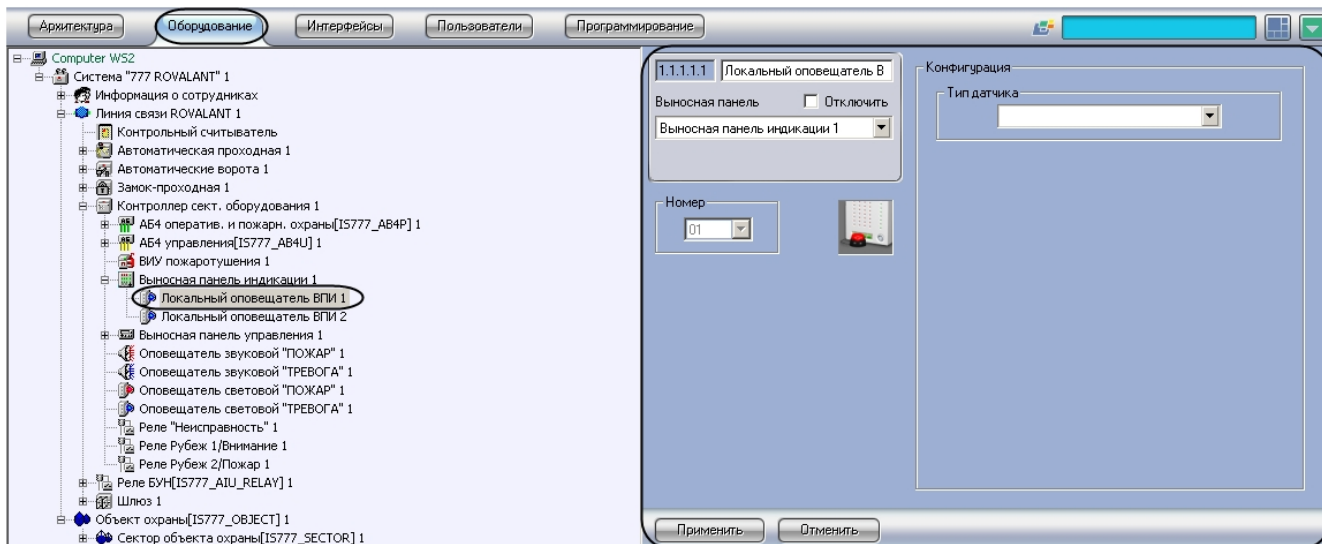 Архитектура Оборудование Интерфейсы Пользователи Программирование
Computer WS2
Система "777 ROVALANT" 1
Информация о сотрудниках
Линия связи ROVALANT 1
Контрольный считыватель
Автоматическая проходная 1
Автоматические ворота 1
Замок-проходная 1
Контроллер сект. оборудования 1
АБ4 оператив. и пожарн. охраны[IS777_AB4P] 1
АБ4 управления[IS777_AB4U] 1
ВИУ пожаротушения 1
Выносная панель индикации 1
Локальный оповещатель ВПИ 1
Локальный оповещатель ВПИ 2
Выносная панель управления 1
Оповещатель звуковой "ПОЖАР" 1
Оповещатель звуковой "ТРЕВОГА" 1
Оповещатель световой "ПОЖАР" 1
Оповещатель световой "ТРЕВОГА" 1
Реле "Неисправность" 1
Реле Рубеж 1/Внимание 1
Реле Рубеж 2/Пожар 1
Реле БУН[IS777_AIU_RELAY] 1
Шлюз 1
Объект охраны[IS777_OBJECT] 1
Сектор объекта охраны[IS777_SECTOR] 1
1.1.1.1.1 Локальный оповещатель В
Выносная панель Отключить
Выносная панель индикации 1
Номер
01
Конфигурация
Тип датчика
Применить Отменить